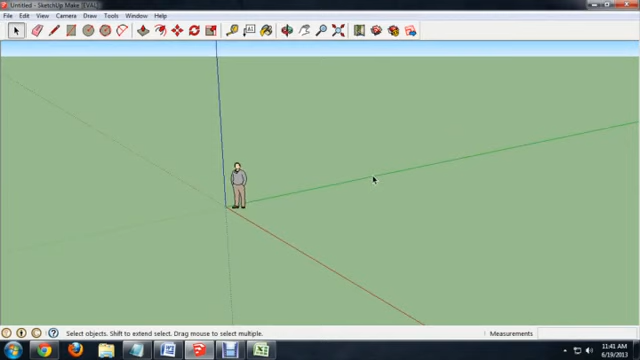 Untitled - SketchUp Make (EVAL)
File Edit View Camera Draw Tools Window Help
Select objects. Shift to extend select. Drag mouse to select multiple.
Measurements
11:41 AM
6/19/2013